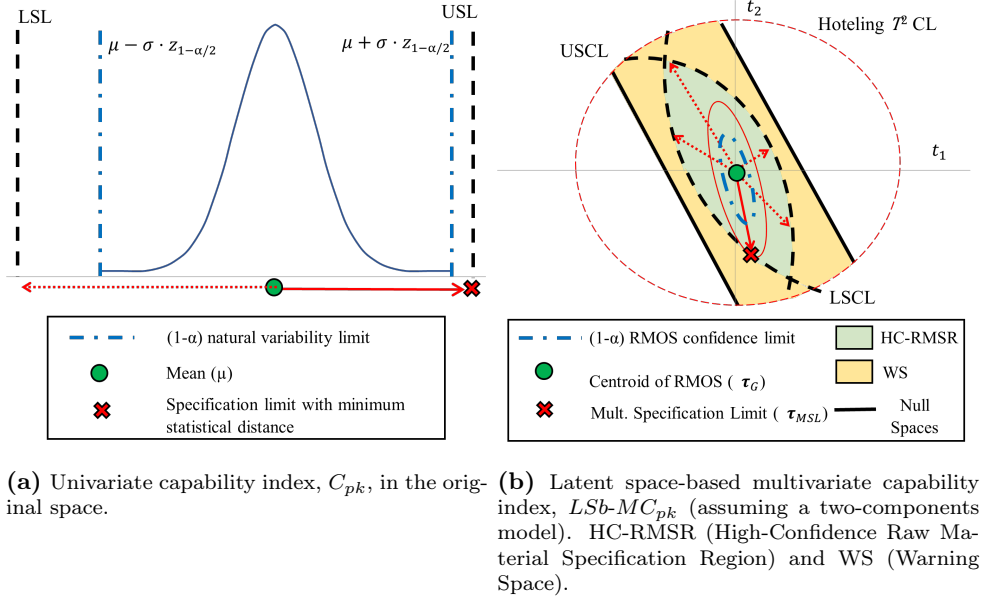 LSL
USL
μ − σ · z1−α/2
μ + σ · z1−α/2
(1-α) natural variability limit
Mean (μ)
Specification limit with minimum
statistical distance
t2
Hoteling T² CL
USCL
t1
LSCL
(1-α) RMOS confidence limit
Centroid of RMOS ( τG)
Mult. Specification Limit ( τMSL)
HC-RMSR
WS
Null
Spaces
(a) Univariate capability index, Cpk, in the orig-
inal space.
(b) Latent space-based multivariate capability
index, LSb-MCpk (assuming a two-components
model). HC-RMSR (High-Confidence Raw Ma-
terial Specification Region) and WS (Warning
Space).